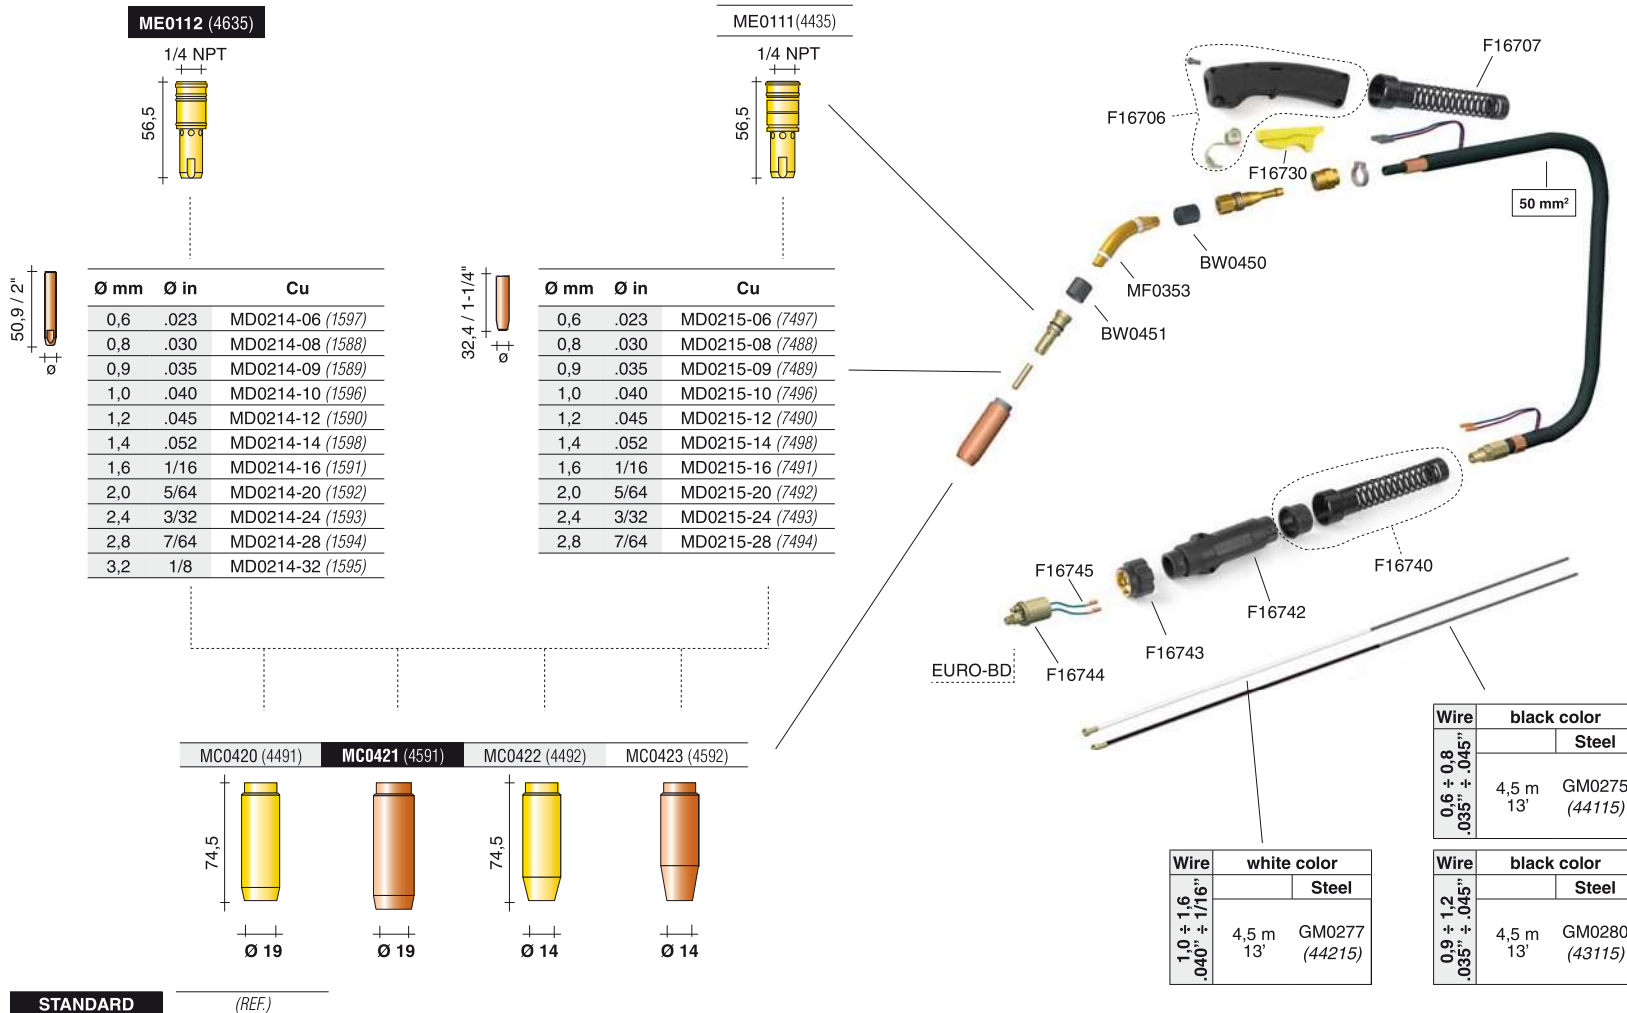 ME0112 (4635)
1/4 NPT
56,5
ME0111(4435)
1/4 NPT
56,5
F16707
F16706
F16730
50 mm²
BW0450
MF0353
BW0451
50,9 / 2"
Ø
Ø mm Ø in Cu
0,6 .023 MD0214-06 (1597)
0,8 .030 MD0214-08 (1588)
0,9 .035 MD0214-09 (1589)
1,0 .040 MD0214-10 (1596)
1,2 .045 MD0214-12 (1590)
1,4 .052 MD0214-14 (1598)
1,6 1/16 MD0214-16 (1591)
2,0 5/64 MD0214-20 (1592)
2,4 3/32 MD0214-24 (1593)
2,8 7/64 MD0214-28 (1594)
3,2 1/8 MD0214-32 (1595)
32,4 / 1-1/4"
Ø
Ø mm Ø in Cu
0,6 .023 MD0215-06 (7497)
0,8 .030 MD0215-08 (7488)
0,9 .035 MD0215-09 (7489)
1,0 .040 MD0215-10 (7496)
1,2 .045 MD0215-12 (7490)
1,4 .052 MD0215-14 (7498)
1,6 1/16 MD0215-16 (7491)
2,0 5/64 MD0215-20 (7492)
2,4 3/32 MD0215-24 (7493)
2,8 7/64 MD0215-28 (7494)
F16740
F16742
F16745
F16743
F16744
EURO-BD
MC0420 (4491) MC0421 (4591) MC0422 (4492) MC0423 (4592)
74,5
74,5
Ø 19 Ø 19 Ø 14 Ø 14
Wire black color
Steel
0,6 ÷ 0,8
.035” ÷ .045”
4,5 m GM0275
13’ (44115)
Wire white color
Steel
1,0 ÷ 1,6
.040” ÷ 1/16”
4,5 m GM0277
13’ (44215)
Wire black color
Steel
0,9 ÷ 1,2
.035” ÷ .045”
4,5 m GM0280
13’ (43115)
STANDARD (REF.)